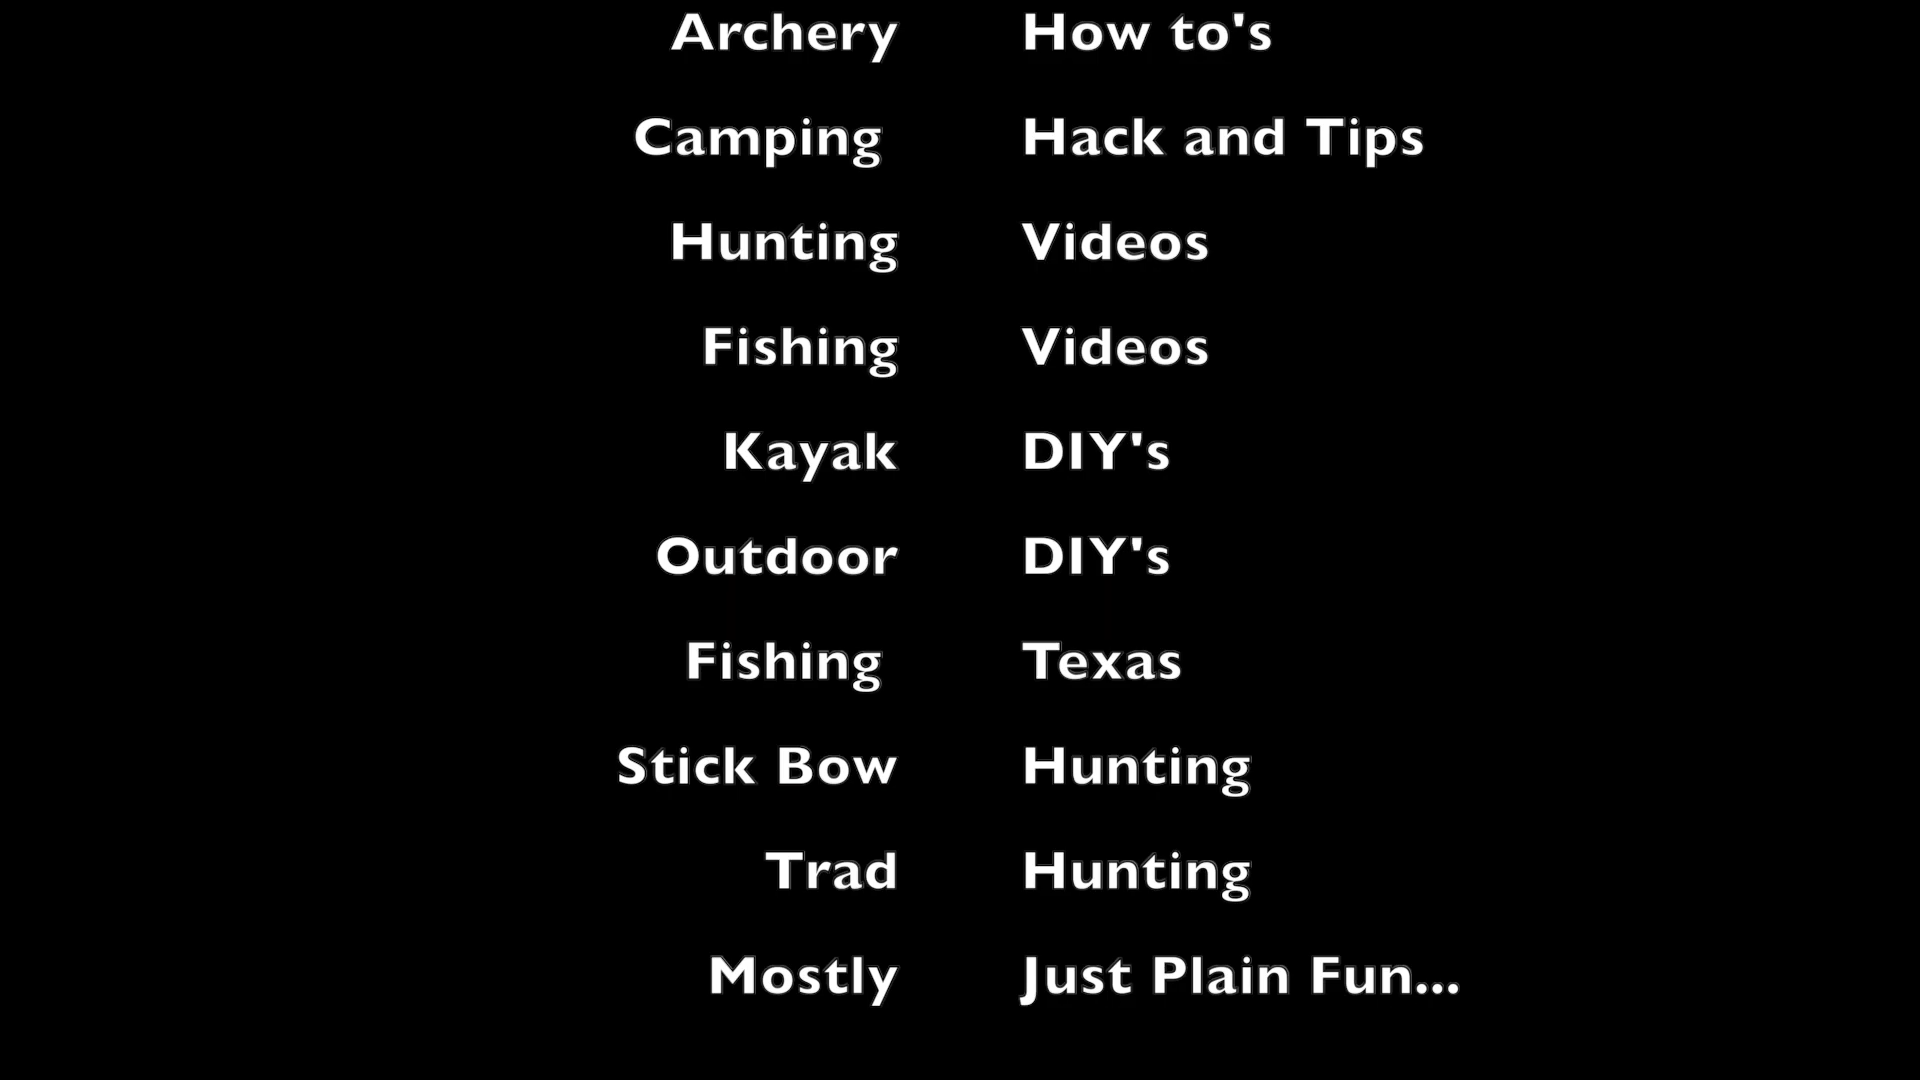 Archery How to's
Camping Hack and Tips
Hunting Videos
Fishing Videos
Kayak DIY's
Outdoor DIY's
Fishing Texas
Stick Bow Hunting
Trad Hunting
Mostly Just Plain Fun...